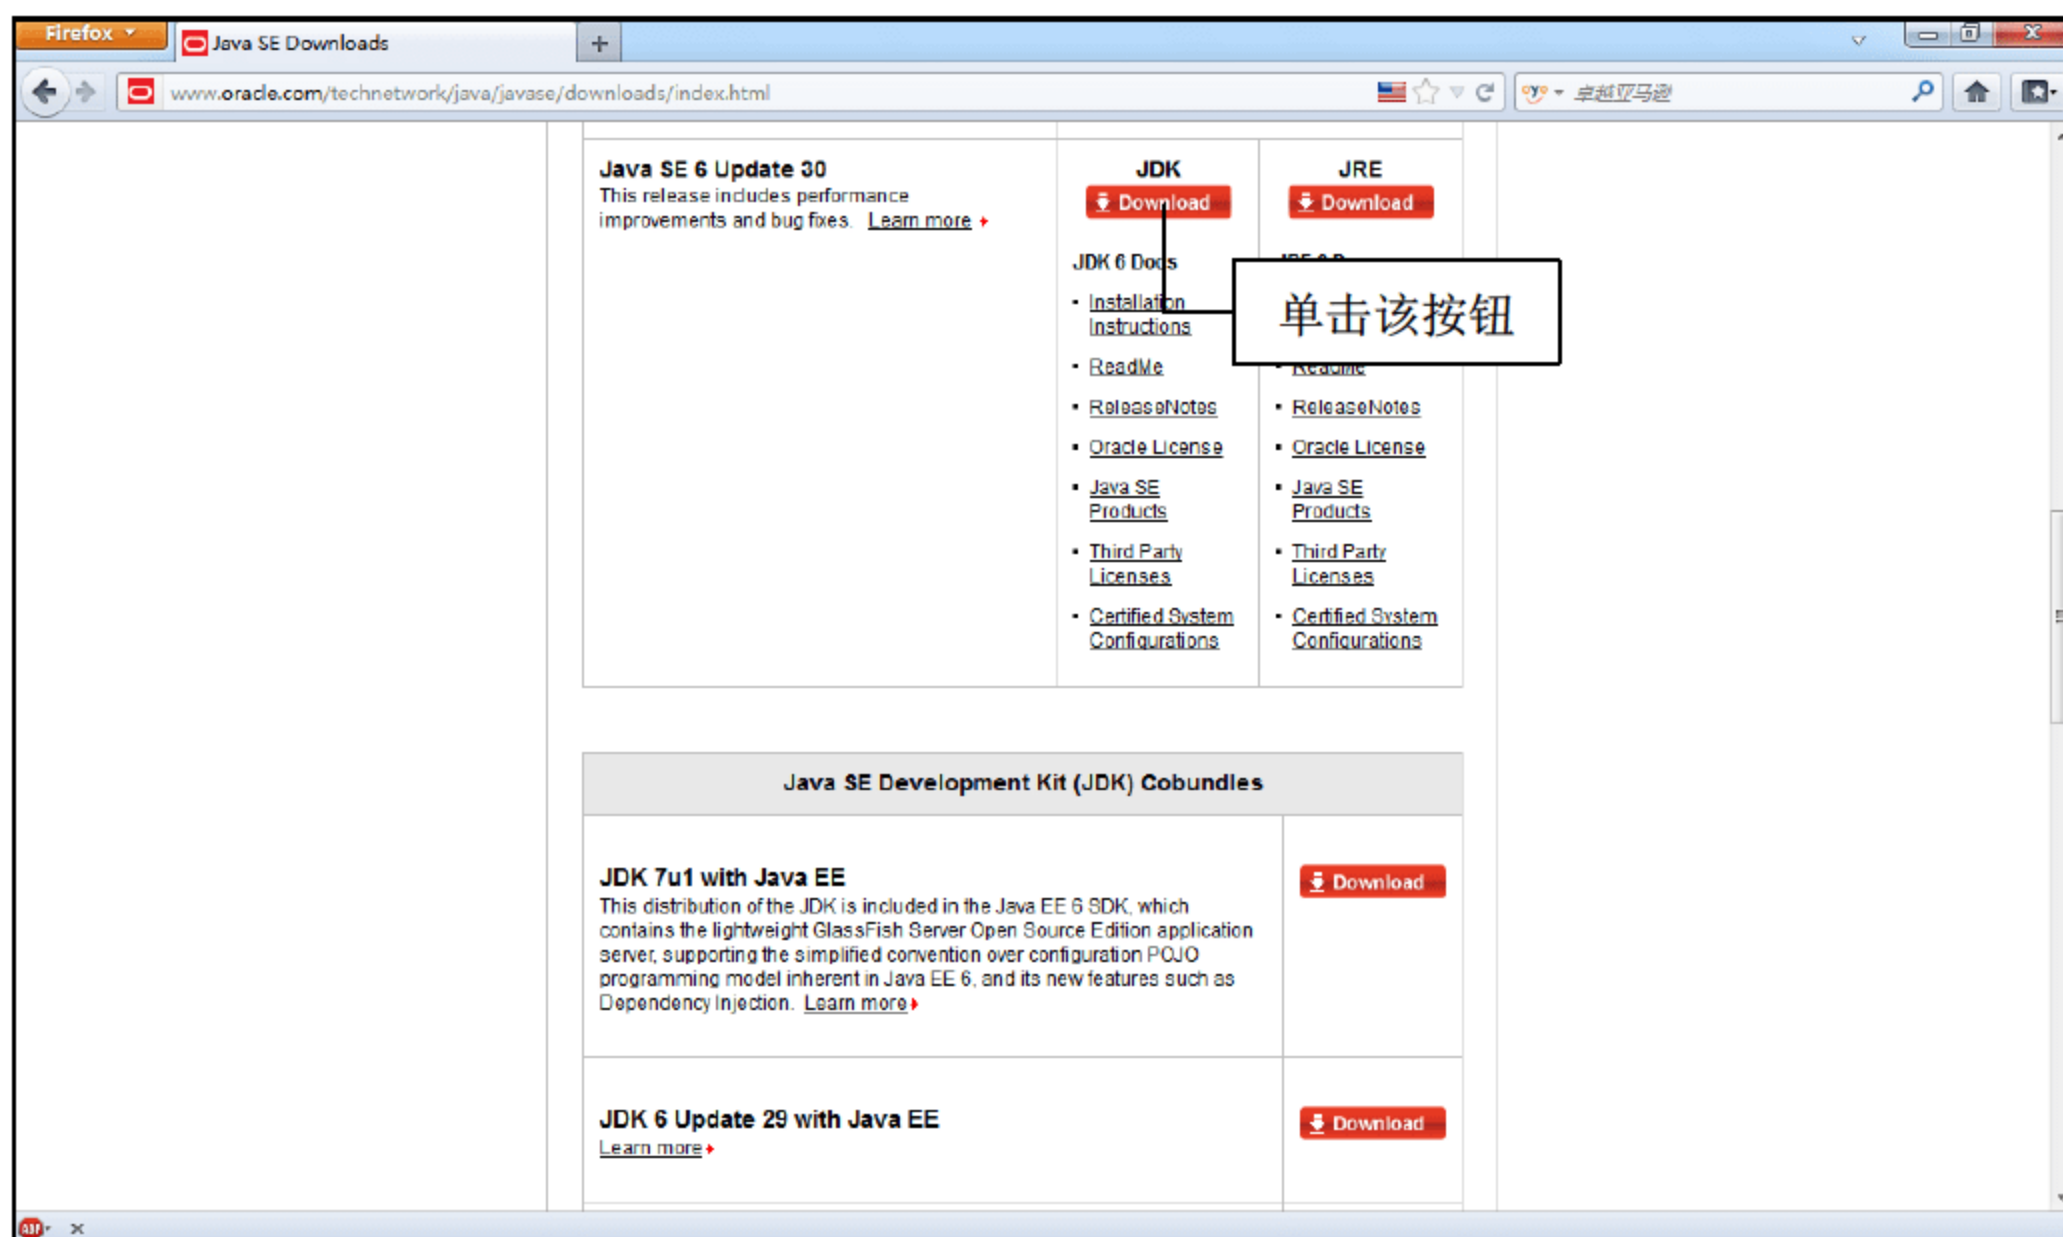 Firefox
Java SE Downloads
www.oracle.com/technetwork/java/javase/downloads/index.html
卓越亚马逊
Java SE 6 Update 30
This release includes performance
improvements and bug fixes. Learn more
JDK
Download
JDK 6 Docs
Installation
Instructions
ReadMe
ReleaseNotes
Oracle License
Java SE
Products
Third Party
Licenses
Certified System
Configurations
JRE
Download
单击该按钮
ReadMe
ReleaseNotes
Oracle License
Java SE
Products
Third Party
Licenses
Certified System
Configurations
Java SE Development Kit (JDK) Cobundles
JDK 7u1 with Java EE
This distribution of the JDK is included in the Java EE 6 SDK, which
contains the lightweight GlassFish Server Open Source Edition application
server, supporting the simplified convention over configuration POJO
programming model inherent in Java EE 6, and its new features such as
Dependency Injection. Learn more
Download
JDK 6 Update 29 with Java EE
Learn more
Download
ABP